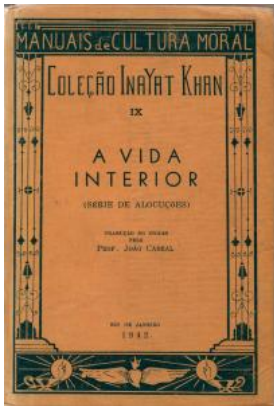 MANUAIS de CULTURA MORAL
COLEÇÃO INAYAT KHAN
IX
A VIDA
INTERIOR
(SERIE DE ALOCUÇÕES)
TRADUÇÃO DO INGLÊS
PELO
PROF. JOÃO CABRAL
RIO DE JANEIRO
1942